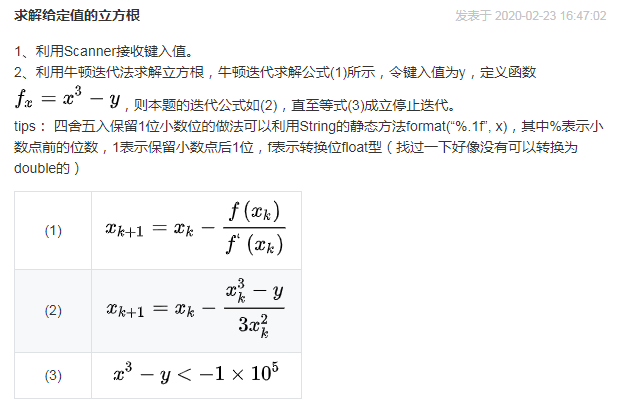 求解给定值的立方根 发表于 2020-02-23 16:47:02
1、利用Scanner接收键入值。
2、利用牛顿迭代法求解立方根，牛顿迭代求解公式(1)所示，令键入值为y，定义函数
fₓ = x³ − y，则本题的迭代公式如(2)，直至等式(3)成立停止迭代。
tips： 四舍五入保留1位小数位的做法可以利用String的静态方法format(“%.1f”, x)，其中%表示小
数点前的位数，1表示保留小数点后1位，f表示转换位float型（找过一下好像没有可以转换为
double的）
(1) x_{k+1} = x_k − f (x_k) / f‘ (x_k)
(2) x_{k+1} = x_k − (x_k^3 − y) / 3x_k^2
(3) x³ − y < −1 × 10⁵